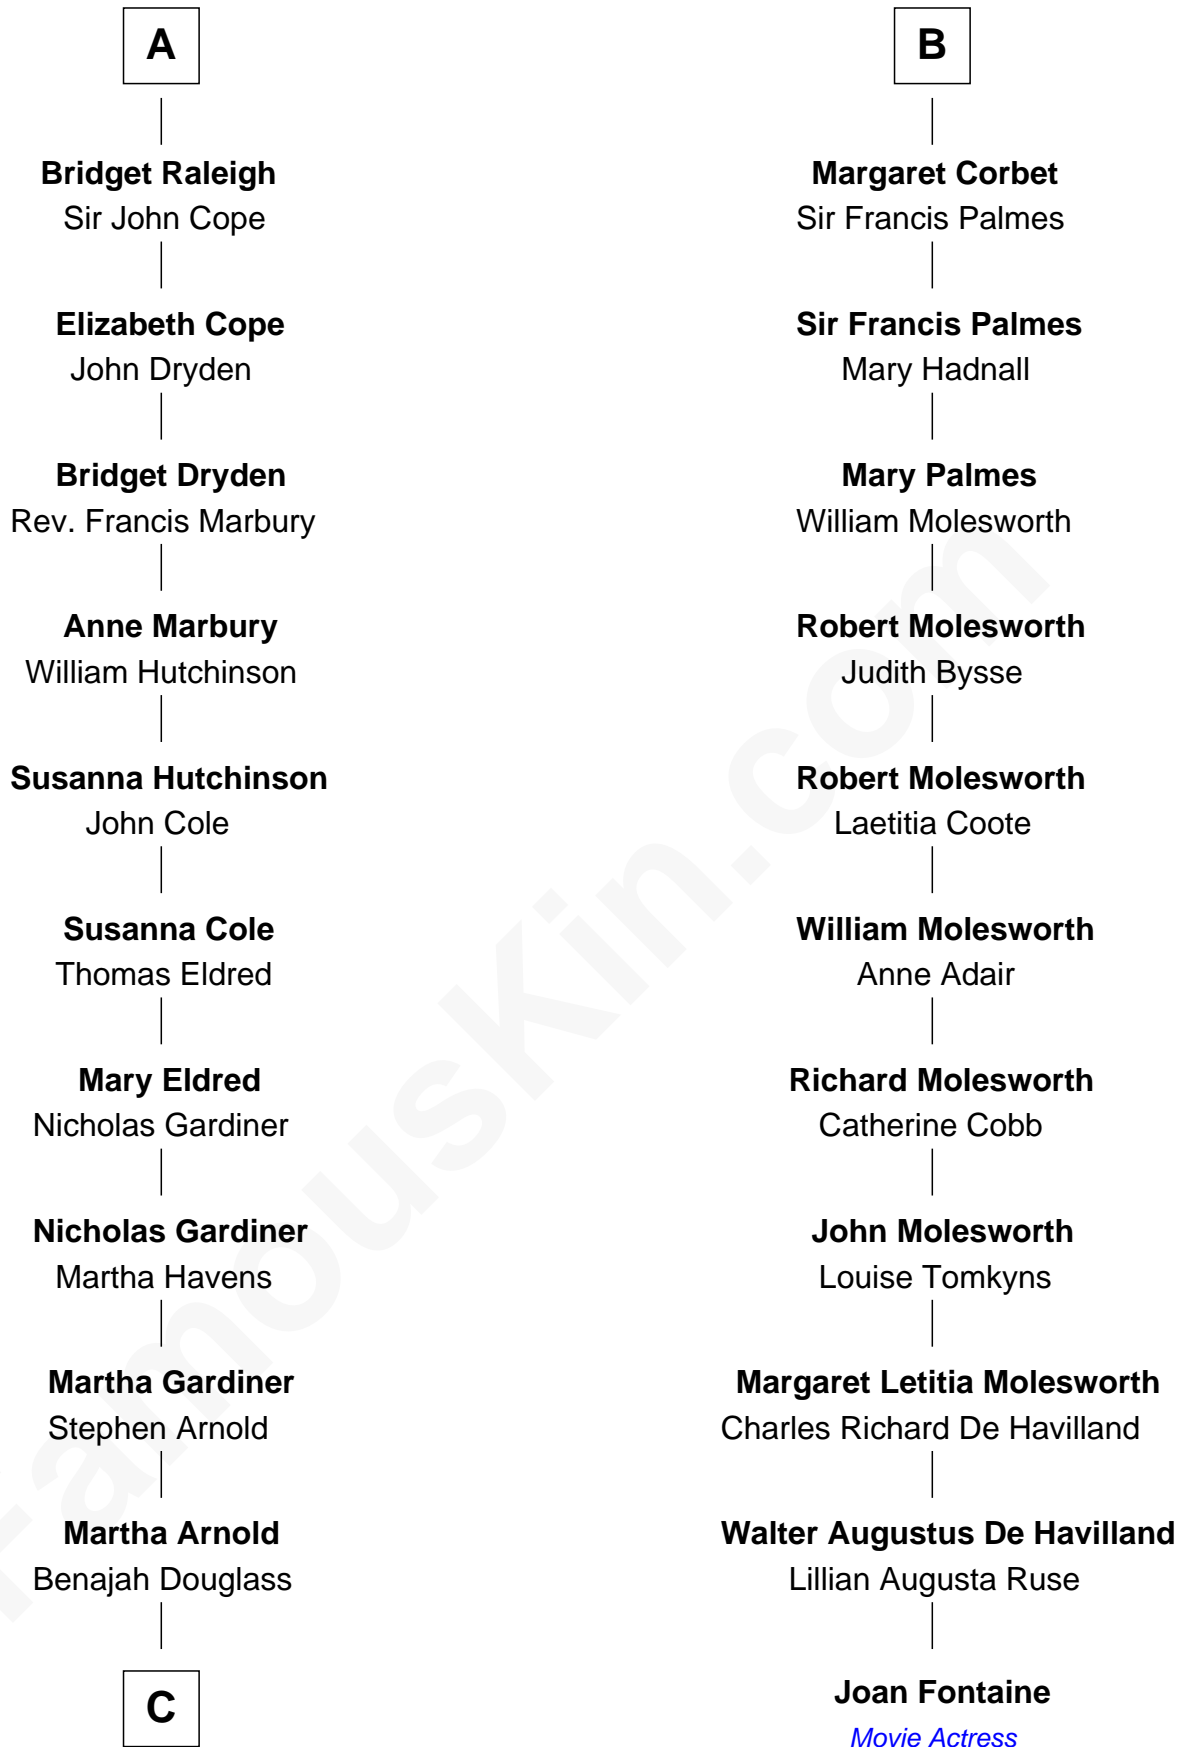 A
Bridget Raleigh
Sir John Cope
Elizabeth Cope
John Dryden
Bridget Dryden
Rev. Francis Marbury
Anne Marbury
William Hutchinson
Susanna Hutchinson
John Cole
Susanna Cole
Thomas Eldred
Mary Eldred
Nicholas Gardiner
Nicholas Gardiner
Martha Havens
Martha Gardiner
Stephen Arnold
Martha Arnold
Benajah Douglass
C
B
Margaret Corbet
Sir Francis Palmes
Sir Francis Palmes
Mary Hadnall
Mary Palmes
William Molesworth
Robert Molesworth
Judith Bysse
Robert Molesworth
Laetitia Coote
William Molesworth
Anne Adair
Richard Molesworth
Catherine Cobb
John Molesworth
Louise Tomkyns
Margaret Letitia Molesworth
Charles Richard De Havilland
Walter Augustus De Havilland
Lillian Augusta Ruse
Joan Fontaine
Movie Actress
FamousKin.com